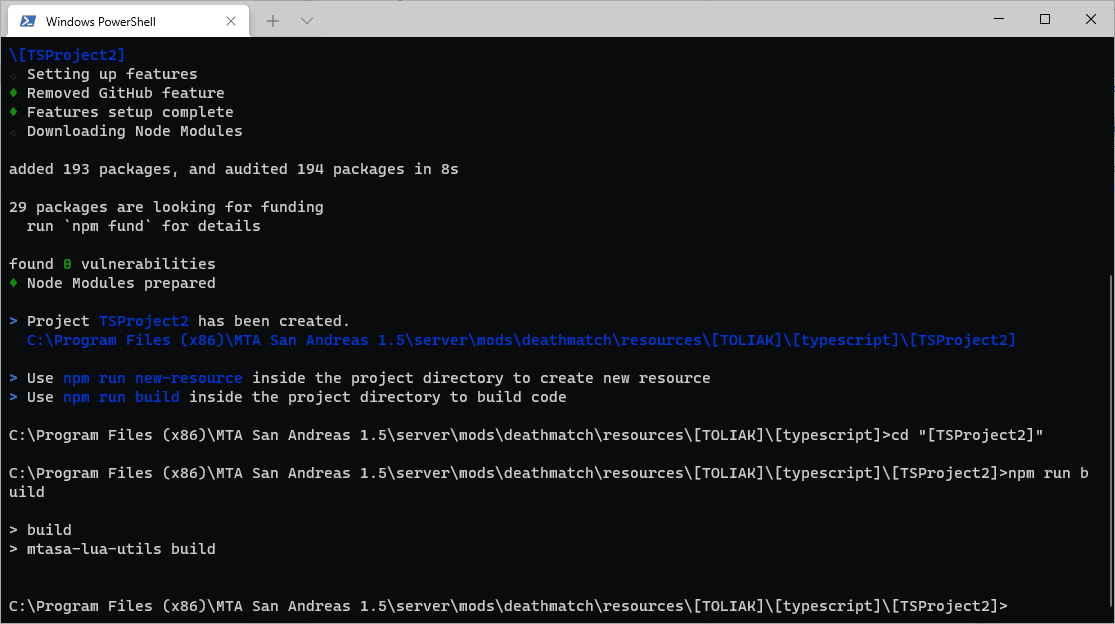 Windows PowerShell
\[TSProject2]
Setting up features
Removed GitHub feature
Features setup complete
Downloading Node Modules
added 193 packages, and audited 194 packages in 8s
29 packages are looking for funding
run `npm fund` for details
found 0 vulnerabilities
Node Modules prepared
> Project TSProject2 has been created.
C:\Program Files (x86)\MTA San Andreas 1.5\server\mods\deathmatch\resources\[TOLIAK]\[typescript]\[TSProject2]
> Use npm run new-resource inside the project directory to create new resource
> Use npm run build inside the project directory to build code
C:\Program Files (x86)\MTA San Andreas 1.5\server\mods\deathmatch\resources\[TOLIAK]\[typescript]>cd "[TSProject2]"
C:\Program Files (x86)\MTA San Andreas 1.5\server\mods\deathmatch\resources\[TOLIAK]\[typescript]\[TSProject2]>npm run b
uild
> build
> mtasa-lua-utils build
C:\Program Files (x86)\MTA San Andreas 1.5\server\mods\deathmatch\resources\[TOLIAK]\[typescript]\[TSProject2]>